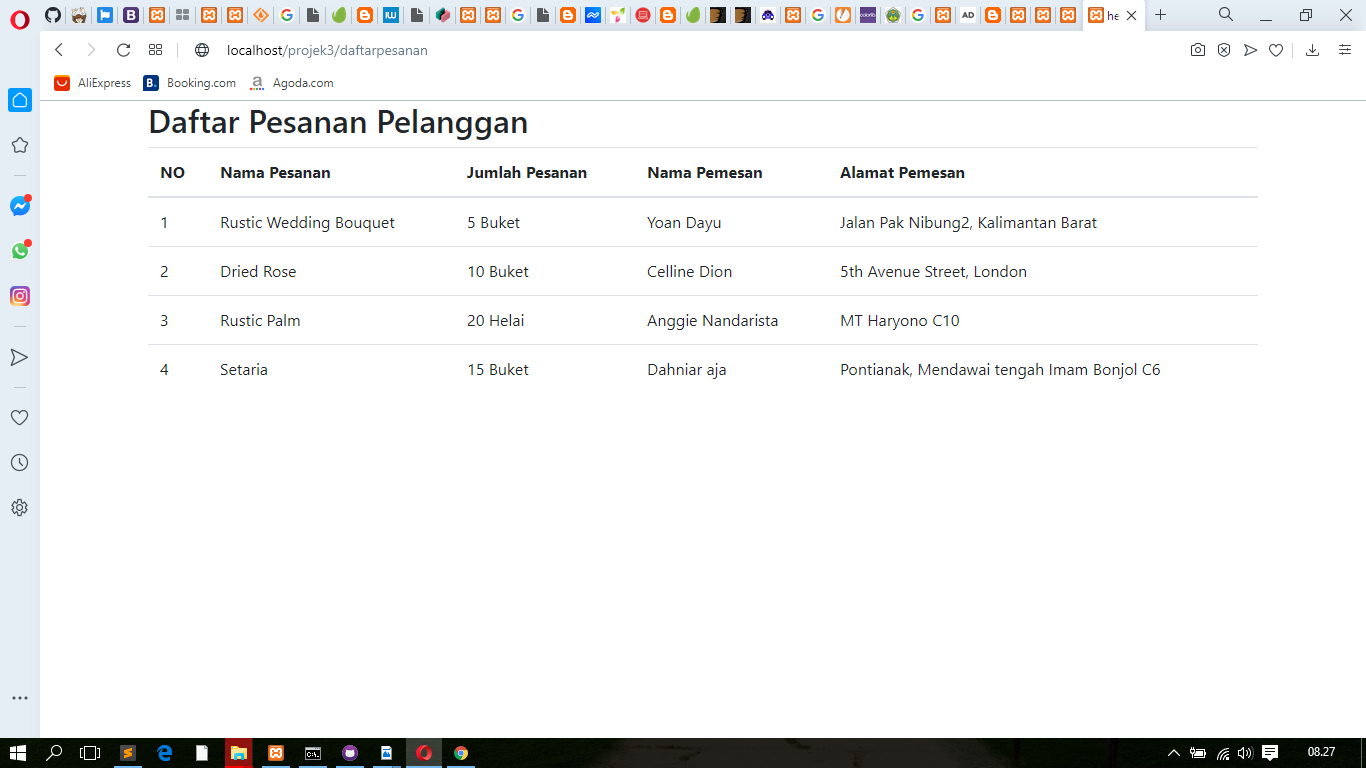 he
localhost/projek3/daftarpesanan
AliExpress Booking.com Agoda.com
Daftar Pesanan Pelanggan
NO Nama Pesanan Jumlah Pesanan Nama Pemesan Alamat Pemesan
1 Rustic Wedding Bouquet 5 Buket Yoan Dayu Jalan Pak Nibung2, Kalimantan Barat
2 Dried Rose 10 Buket Celline Dion 5th Avenue Street, London
3 Rustic Palm 20 Helai Anggie Nandarista MT Haryono C10
4 Setaria 15 Buket Dahniar aja Pontianak, Mendawai tengah Imam Bonjol C6
08.27